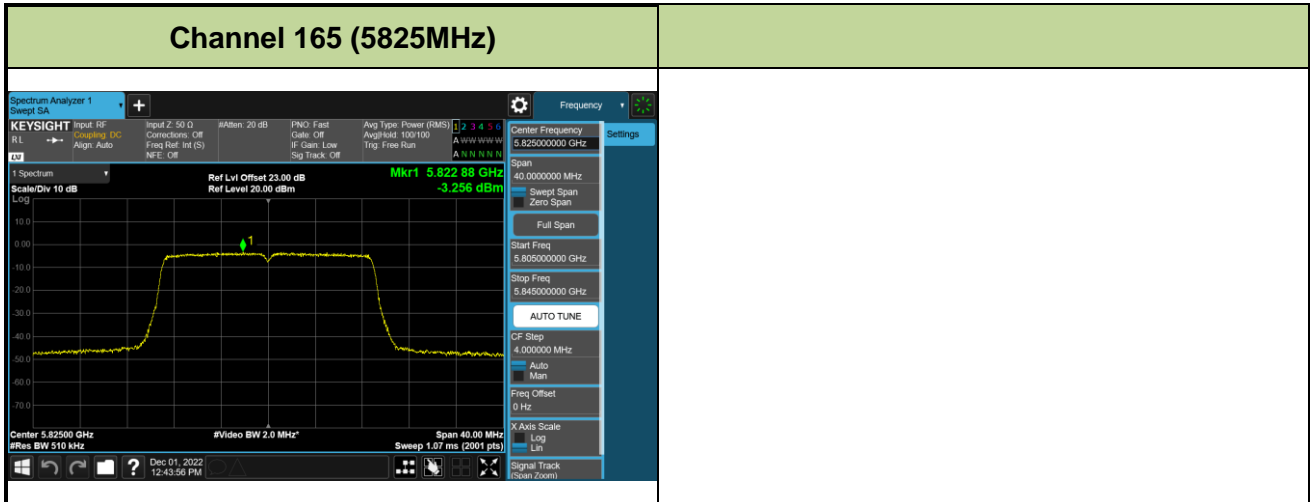 Channel 165 (5825MHz)
Spectrum Analyzer 1
Swept SA
+
Frequency
KEYSIGHT
RL
LXI
Input: RF
Coupling: DC
Align: Auto
Input Z: 50 Ω
Corrections: Off
Freq Ref: Int (S)
NFE: Off
#Atten: 20 dB
PNO: Fast
Gate: Off
IF Gain: Low
Sig Track: Off
Avg Type: Power (RMS)
Avg|Hold: 100/100
Trig: Free Run
1 2 3 4 5 6
A W W W W W
A N N N N N
Center Frequency
5.825000000 GHz
Settings
1 Spectrum
Scale/Div 10 dB
Log
Ref Lvl Offset 23.00 dB
Ref Level 20.00 dBm
Mkr1 5.822 88 GHz
-3.256 dBm
Span
40.0000000 MHz
Swept Span
Zero Span
Full Span
Start Freq
5.805000000 GHz
Stop Freq
5.845000000 GHz
AUTO TUNE
CF Step
4.000000 MHz
Auto
Man
Freq Offset
0 Hz
X Axis Scale
Log
Lin
Signal Track
(Span Zoom)
10.0
0.00
-10.0
-20.0
-30.0
-40.0
-50.0
-60.0
-70.0
1
Center 5.82500 GHz
#Res BW 510 kHz
#Video BW 2.0 MHz*
Span 40.00 MHz
Sweep 1.07 ms (2001 pts)
?
Dec 01, 2022
12:43:56 PM